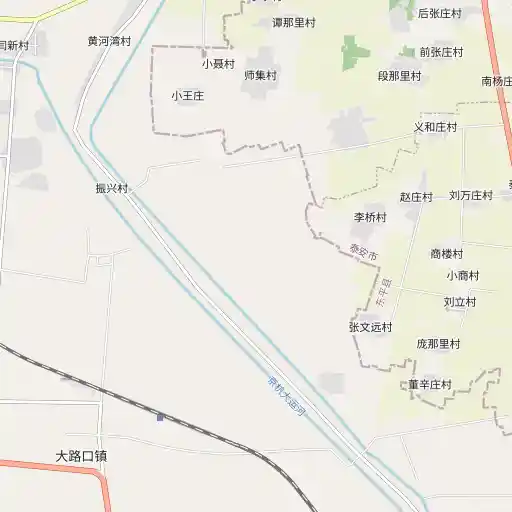 后张庄村
谭那里村
闫新村
黄河湾村
前张庄村
小聂村
师集村
段那里村
南杨庄
小王庄
义和庄村
振兴村
赵庄村
刘万庄村
李桥村
泰安市
商楼村
小商村
东平县
刘立村
张文远村
庞那里村
京杭大运河
董辛庄村
大路口镇